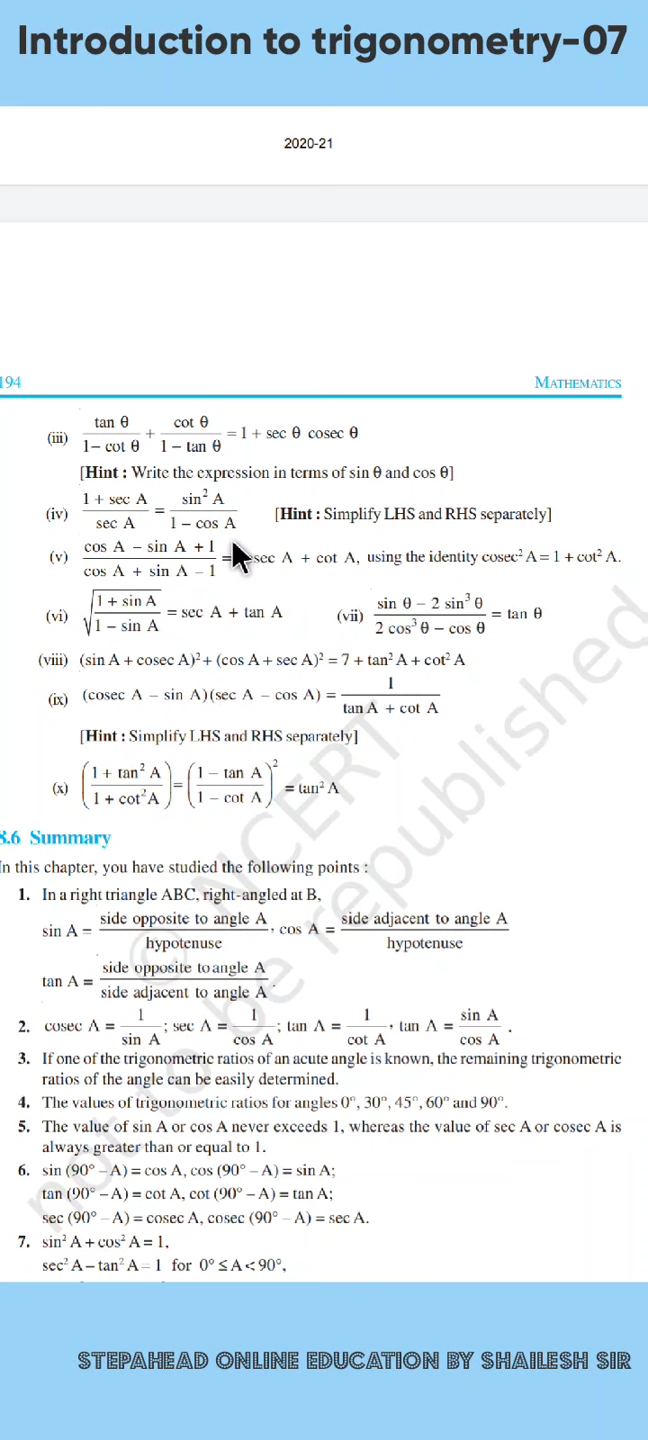 Introduction to trigonometry-07
2020-21
194 MATHEMATICS
(iii) tan θ / 1– cot θ + cot θ / 1 – tan θ = 1 + sec θ cosec θ
[Hint : Write the expression in terms of sin θ and cos θ]
(iv) 1 + sec A / sec A = sin² A / 1 – cos A [Hint : Simplify LHS and RHS separately]
(v) cos A – sin A + 1 / cos A + sin A – 1 = sec A + cot A, using the identity cosec² A = 1 + cot² A.
(vi) √(1 + sin A / 1 – sin A) = sec A + tan A (vii) sin θ – 2 sin³ θ / 2 cos³ θ – cos θ = tan θ
(viii) (sin A + cosec A)² + (cos A + sec A)² = 7 + tan² A + cot² A
(ix) (cosec A – sin A)(sec A – cos A) = 1 / tan A + cot A
[Hint : Simplify LHS and RHS separately]
(x) (1 + tan² A / 1 + cot² A) = (1 – tan A / 1 – cot A)² = tan² A
8.6 Summary
In this chapter, you have studied the following points :
1. In a right triangle ABC, right-angled at B,
sin A = side opposite to angle A / hypotenuse, cos A = side adjacent to angle A / hypotenuse
tan A = side opposite to angle A / side adjacent to angle A.
2. cosec A = 1 / sin A; sec A = 1 / cos A; tan A = 1 / cot A, tan A = sin A / cos A.
3. If one of the trigonometric ratios of an acute angle is known, the remaining trigonometric
ratios of the angle can be easily determined.
4. The values of trigonometric ratios for angles 0°, 30°, 45°, 60° and 90°.
5. The value of sin A or cos A never exceeds 1, whereas the value of sec A or cosec A is
always greater than or equal to 1.
6. sin (90° – A) = cos A, cos (90° – A) = sin A;
tan (90° – A) = cot A, cot (90° – A) = tan A;
sec (90° – A) = cosec A, cosec (90° – A) = sec A.
7. sin² A + cos² A = 1,
sec² A – tan² A = 1 for 0° ≤ A < 90°,
© NCERT
not to be republished
STEPAHEAD ONLINE EDUCATION BY SHAILESH SIR